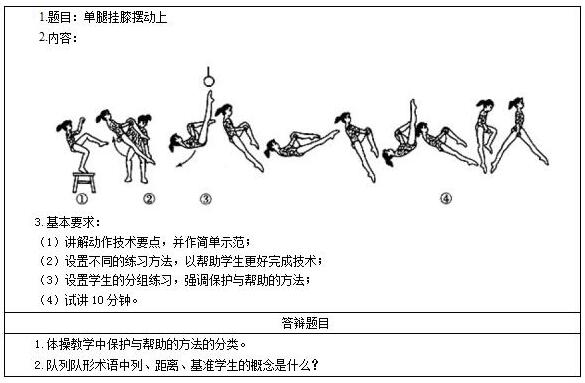 1.题目：单腿挂膝摆动上
2.内容：
① ② ③ ④
3.基本要求：
（1）讲解动作技术要点，并作简单示范；
（2）设置不同的练习方法，以帮助学生更好完成技术；
（3）设置学生的分组练习，强调保护与帮助的方法；
（4）试讲10分钟。
答辩题目
1.体操教学中保护与帮助的方法的分类。
2.队列队形术语中列、距离、基准学生的概念是什么？